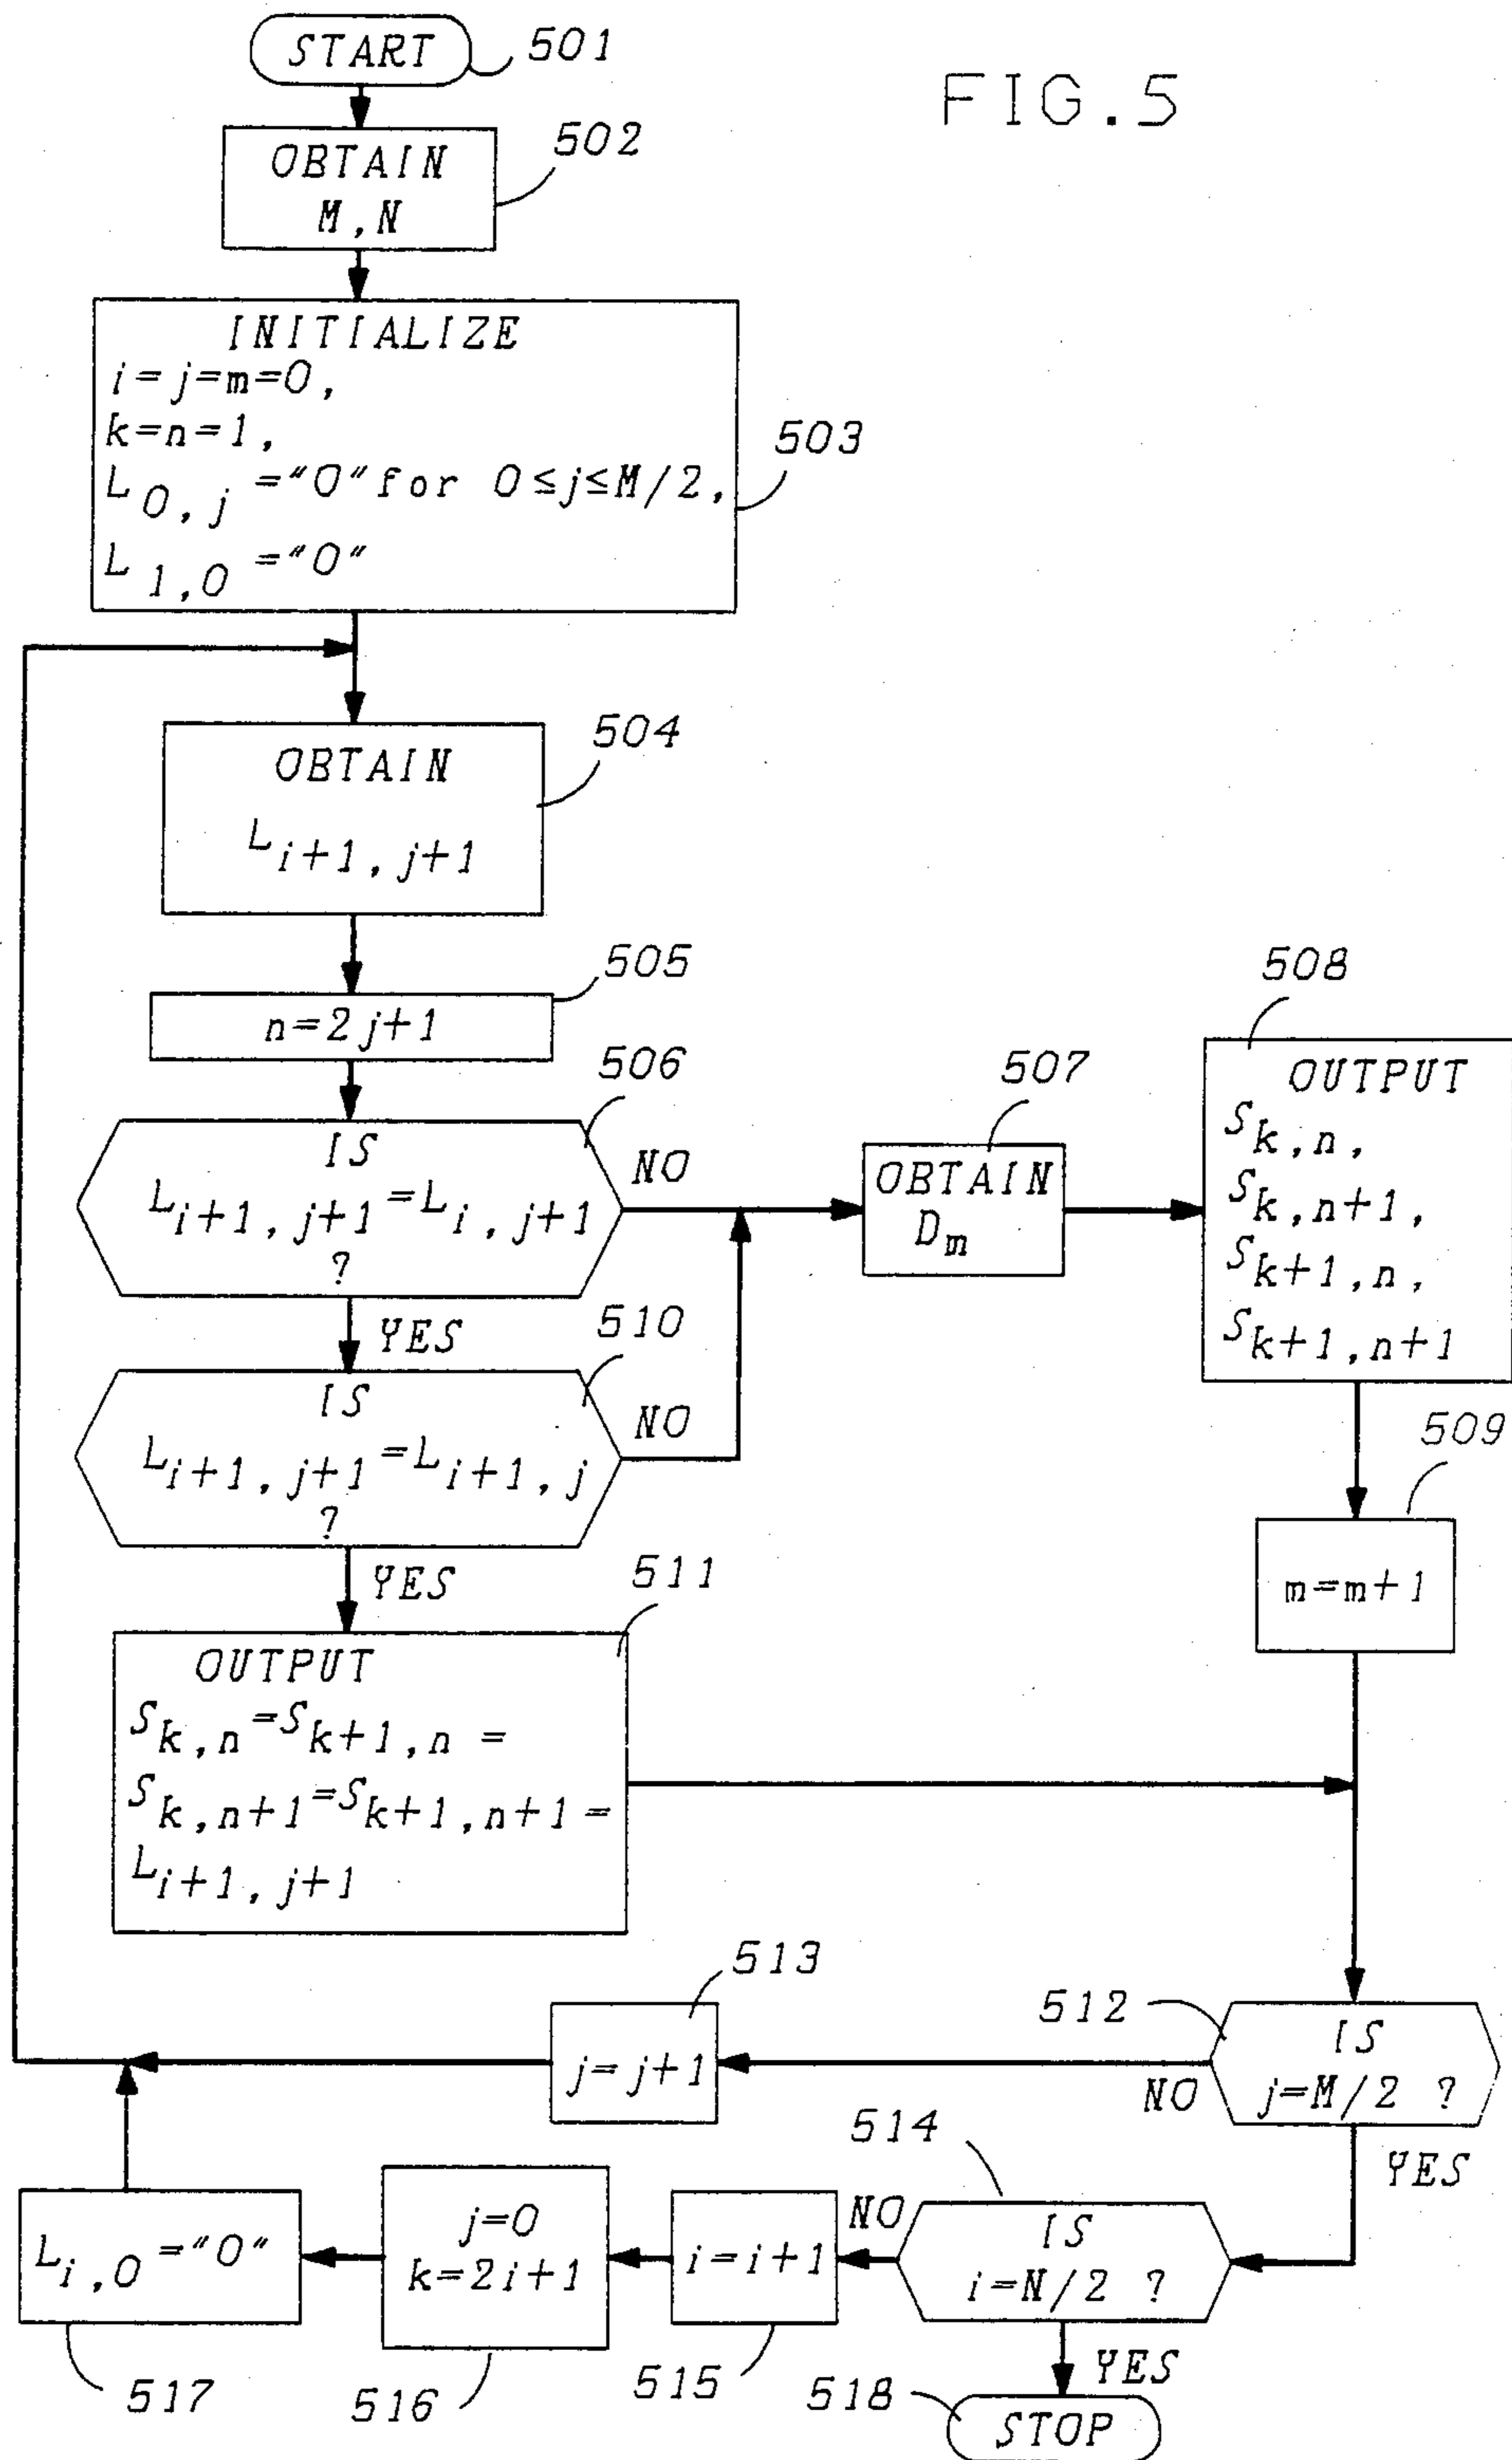 START
501
FIG.5
OBTAIN
M,N
502
INITIALIZE
i=j=m=0,
k=n=1,
L0,j="0"for 0≤j≤M/2,
L1,0="0"
503
OBTAIN
Li+1,j+1
504
n=2j+1
505
IS
Li+1,j+1=Li,j+1
?
506
NO
YES
OBTAIN
Dm
507
OUTPUT
Sk,n,
Sk,n+1,
Sk+1,n,
Sk+1,n+1
508
m=m+1
509
IS
Li+1,j+1=Li+1,j
?
510
NO
YES
OUTPUT
Sk,n=Sk+1,n=
Sk,n+1=Sk+1,n+1=
Li+1,j+1
511
IS
j=M/2 ?
512
NO
YES
j=j+1
513
IS
i=N/2 ?
514
NO
YES
i=i+1
515
j=0
k=2i+1
516
Li,0="0"
517
STOP
518